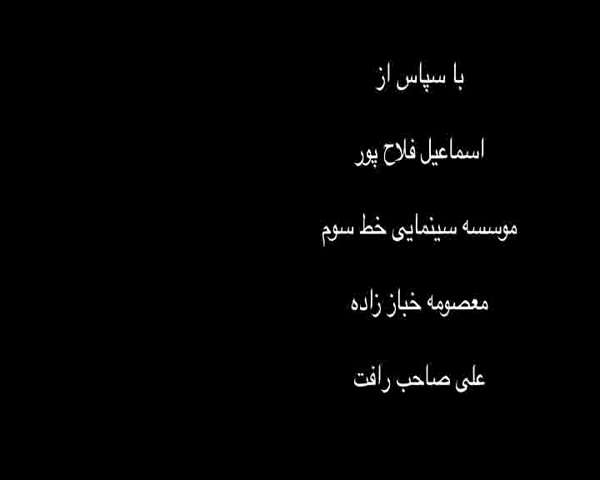 با سپاس از
اسماعیل فلاح پور
موسسه سینمایی خط سوم
معصومه خباز زاده
علی صاحب رافت